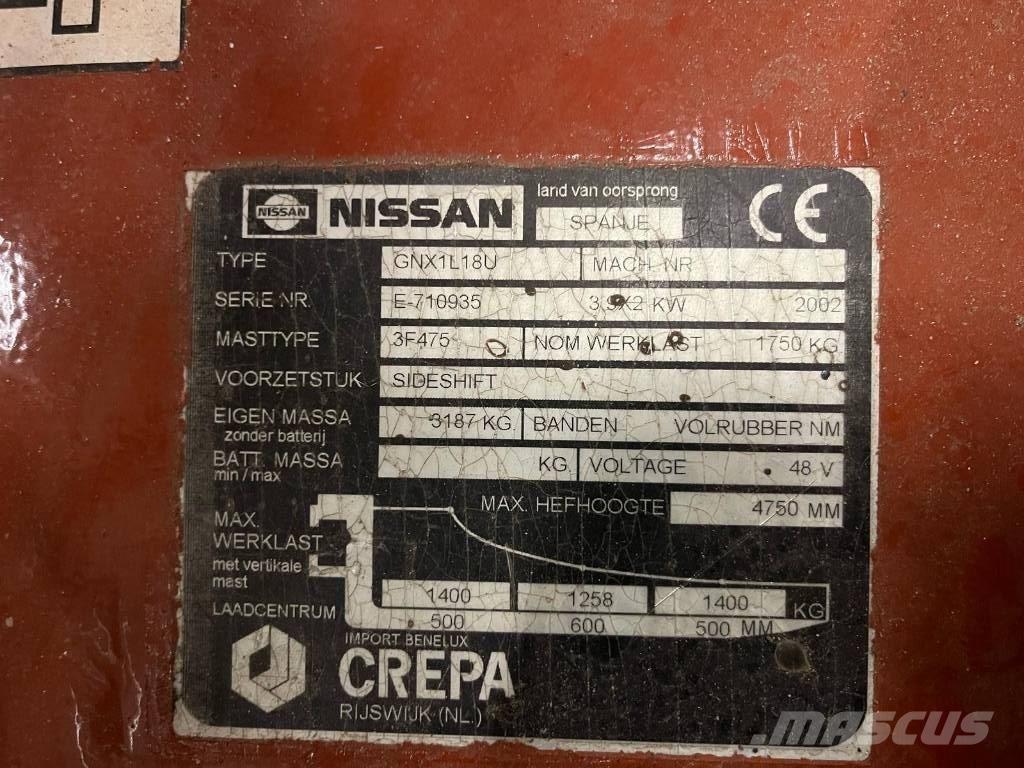 NISSAN NISSAN land van oorsprong
SPANJE CE
TYPE GNX1L18U MACH. NR
SERIE NR. E-710935 3,9X2 KW 2002
MASTTYPE 3F475 NOM WERKLAST 1750 KG
VOORZETSTUK SIDESHIFT
EIGEN MASSA 3187 KG. BANDEN VOLRUBBER NM
zonder batterij
BATT. MASSA KG. VOLTAGE 48 V
min / max
MAX. HEFHOOGTE 4750 MM
MAX.
WERKLAST
met vertikale
mast
1400 1258 1400 KG
LAADCENTRUM 500 600 500 MM
IMPORT BENELUX
CREPA
RIJSWIJK (NL.)
MASCUS